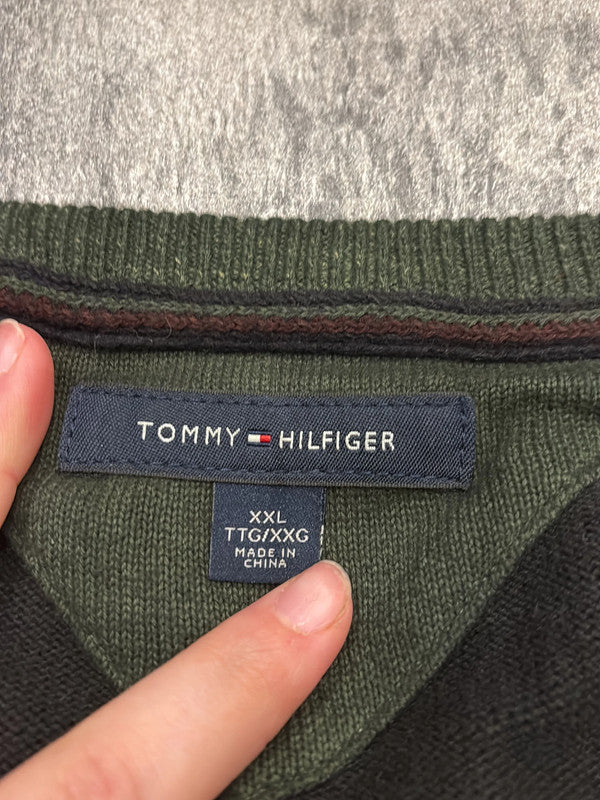 TOMMY HILFIGER
XXL
TTG/XXG
MADE IN
CHINA